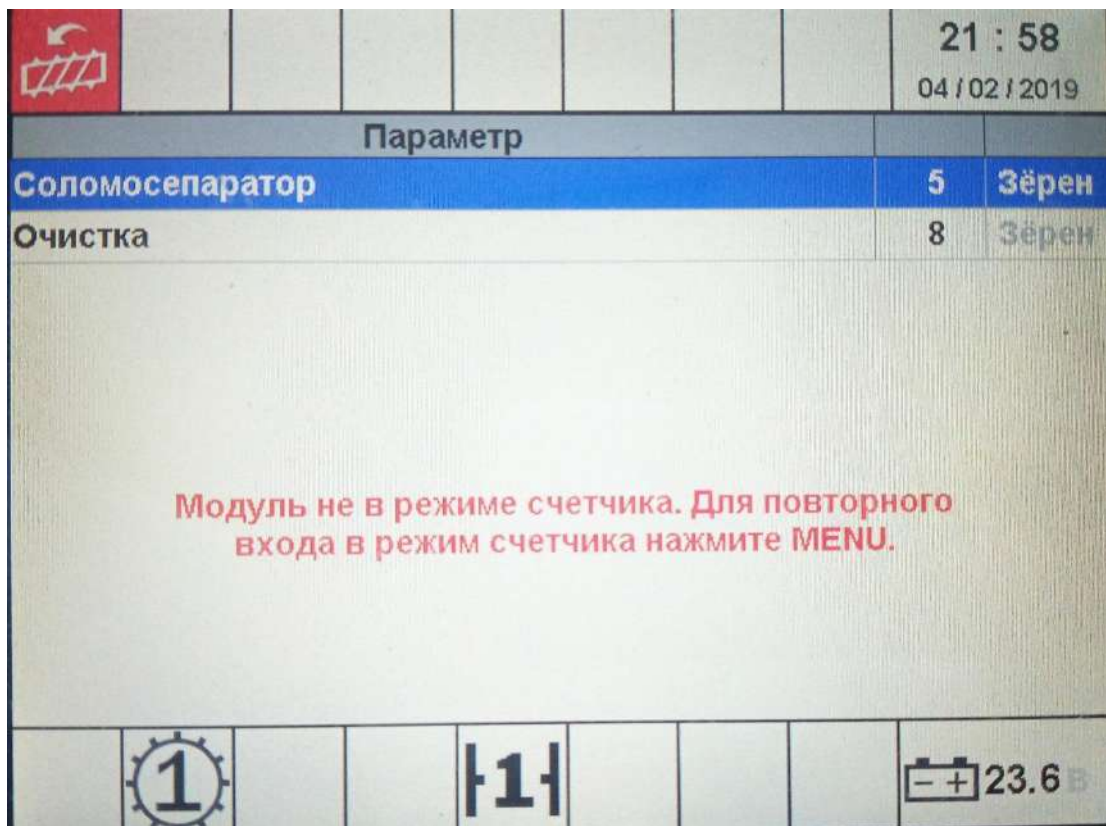 21 : 58
04 / 02 / 2019
Параметр
Соломосепаратор 5 Зёрен
Очистка 8 Зёрен
Модуль не в режиме счетчика. Для повторного
входа в режим счетчика нажмите MENU.
1 1 - + 23.6 В